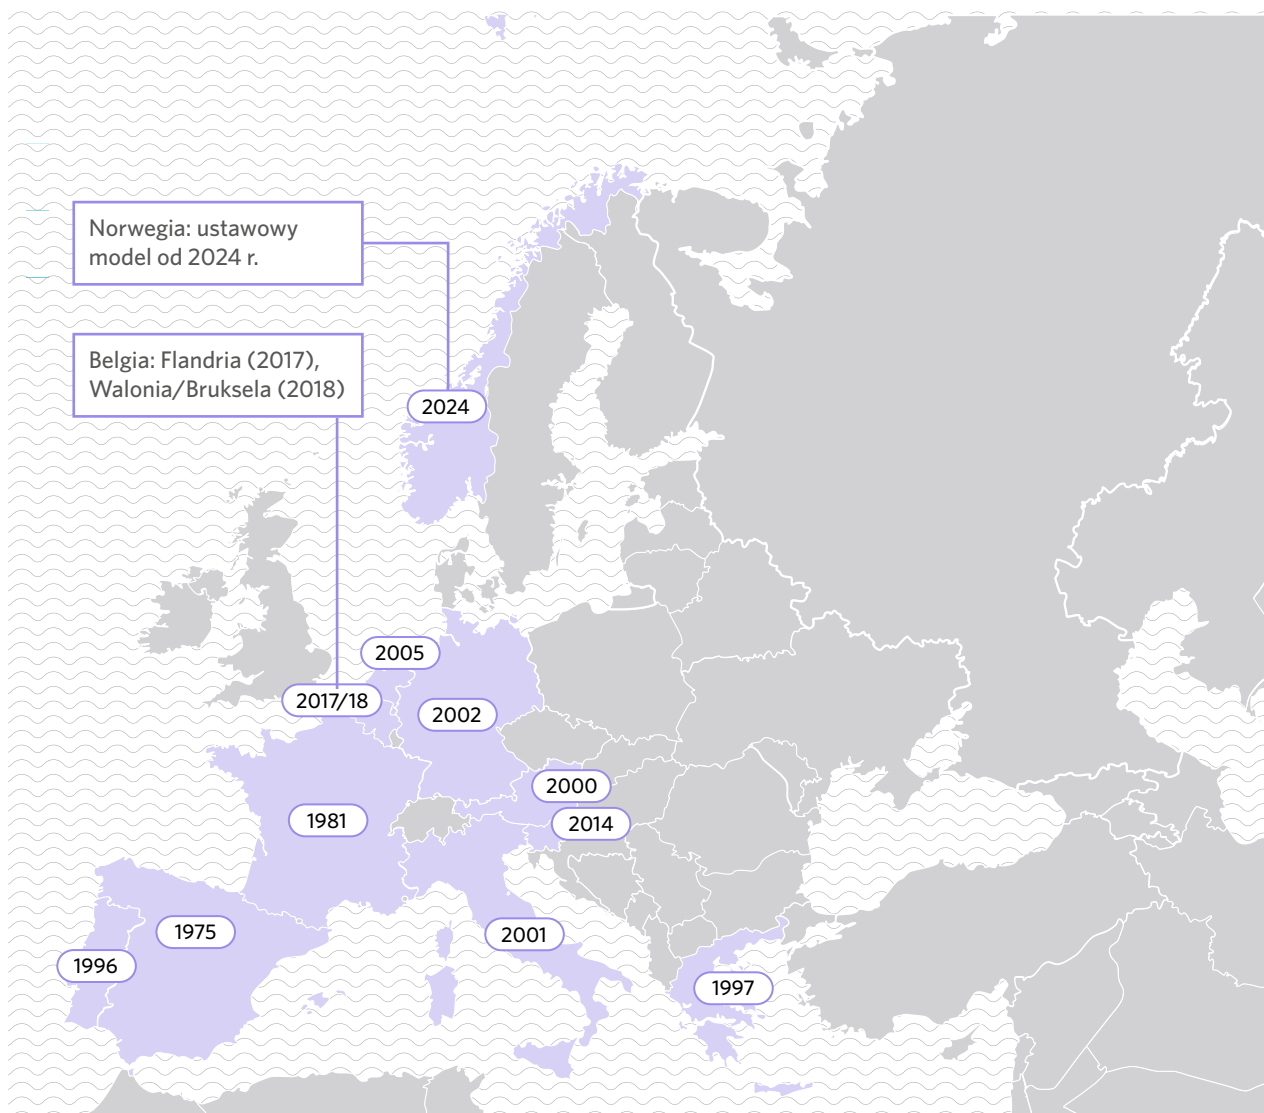 Norwegia: ustawowy
model od 2024 r.
Belgia: Flandria (2017),
Walonia/Bruksela (2018)
2024
2005
2017/18
2002
2000
1981
2014
1975
2001
1996
1997